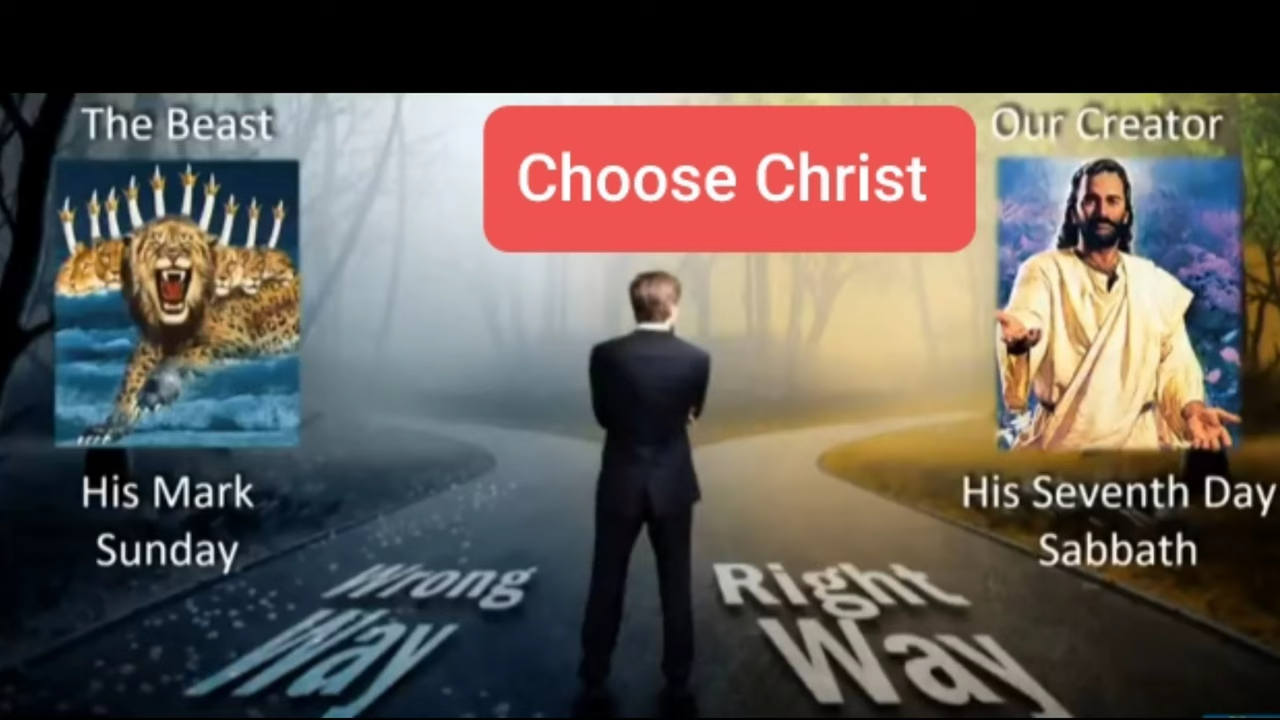 The Beast
Choose Christ
Our Creator
His Mark
Sunday
His Seventh Day
Sabbath
Wrong
Way
Right
Way